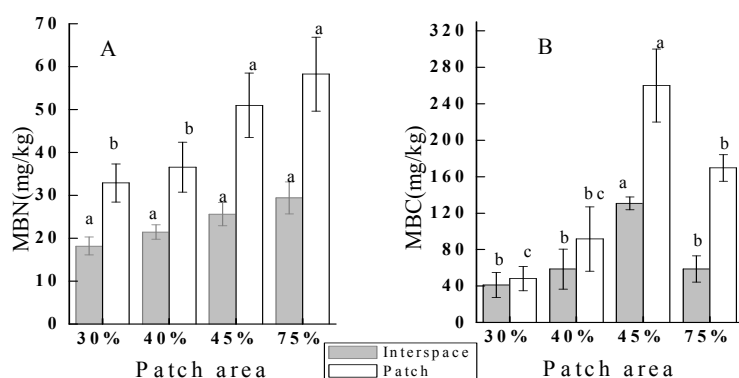 A
MBN(mg/kg)
70
60
50
40
30
20
10
0
a
b
a
b
a
a
a
a
30% 40% 45% 75%
Patch area
B
MBC(mg/kg)
320
280
240
200
160
120
80
40
0
b
c
b
b c
a
a
b
b
30% 40% 45% 75%
Patch area
Interspace
Patch